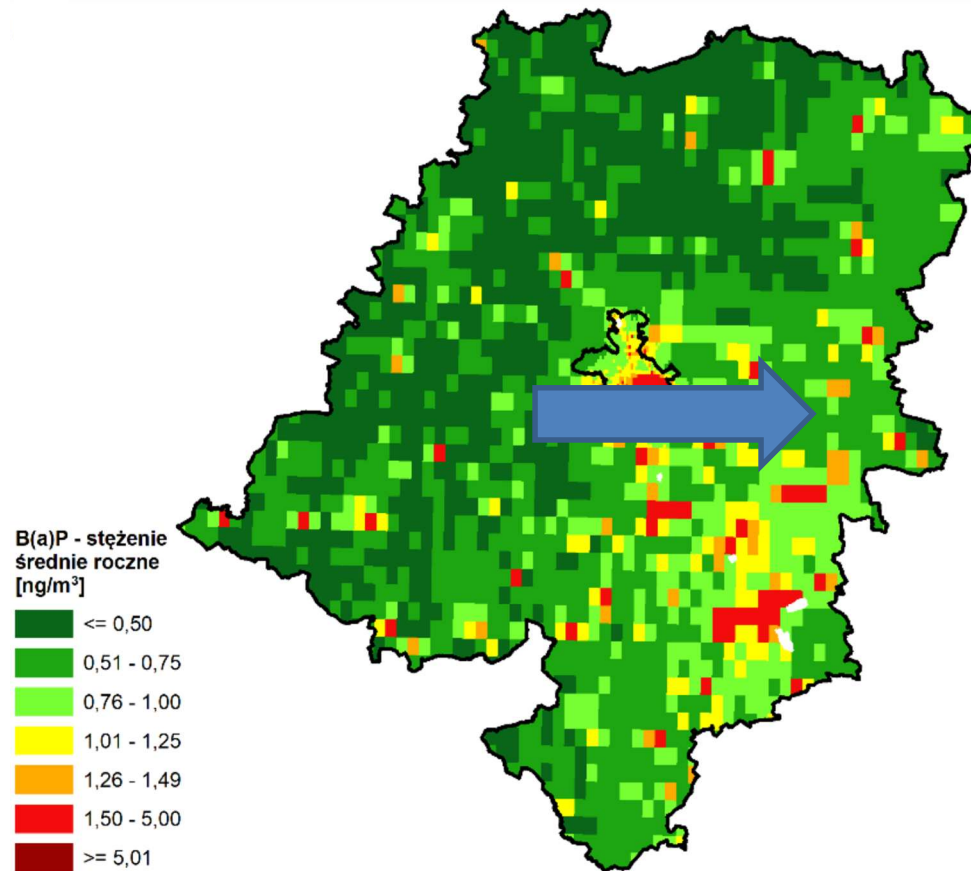 B(a)P - stężenie
średnie roczne
[ng/m³]
<= 0,50
0,51 - 0,75
0,76 - 1,00
1,01 - 1,25
1,26 - 1,49
1,50 - 5,00
>= 5,01